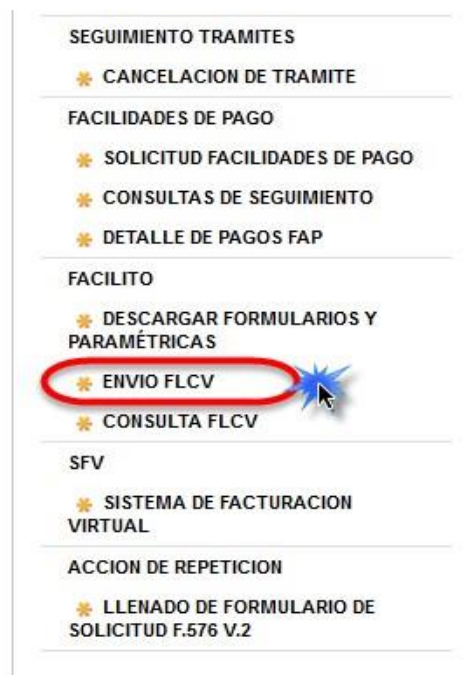 SEGUIMIENTO TRAMITES
CANCELACION DE TRAMITE
FACILIDADES DE PAGO
SOLICITUD FACILIDADES DE PAGO
CONSULTAS DE SEGUIMIENTO
DETALLE DE PAGOS FAP
FACILITO
DESCARGAR FORMULARIOS Y
PARAMÉTRICAS
ENVIO FLCV
CONSULTA FLCV
SFV
SISTEMA DE FACTURACION
VIRTUAL
ACCION DE REPETICION
LLENADO DE FORMULARIO DE
SOLICITUD F.576 V.2